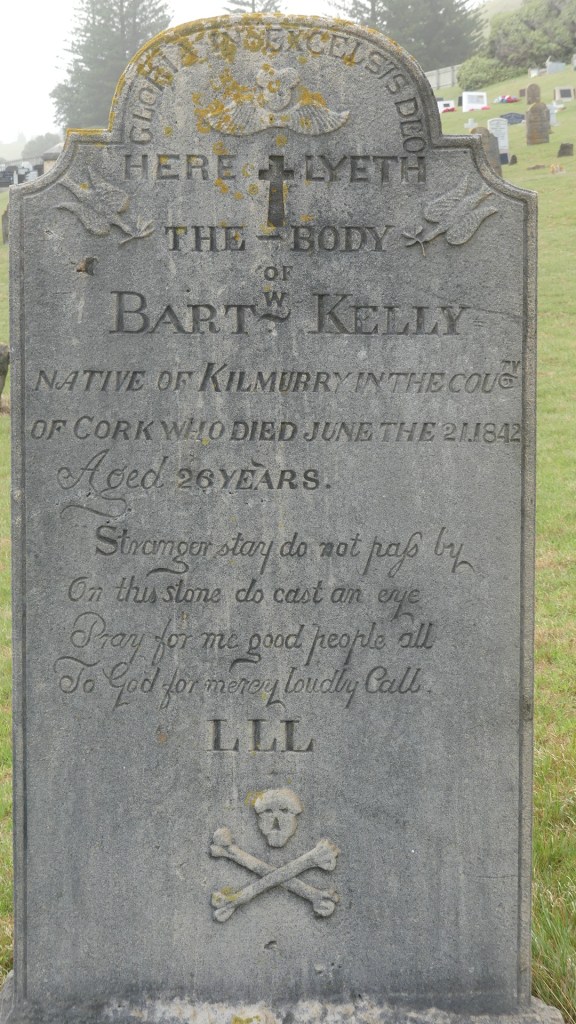 GLORIA IN EXCELSIS DEO
HERE LYETH
THE BODY
OF
BARTW KELLY
NATIVE OF KILMURRY IN THE COUTY
OF CORK WHO DIED JUNE THE 21.1842
Aged 26 YEARS.
Stranger stay do not paſs by
On this stone do cast an eye
Pray for me good people all
To God for mercy loudly Call.
LLL